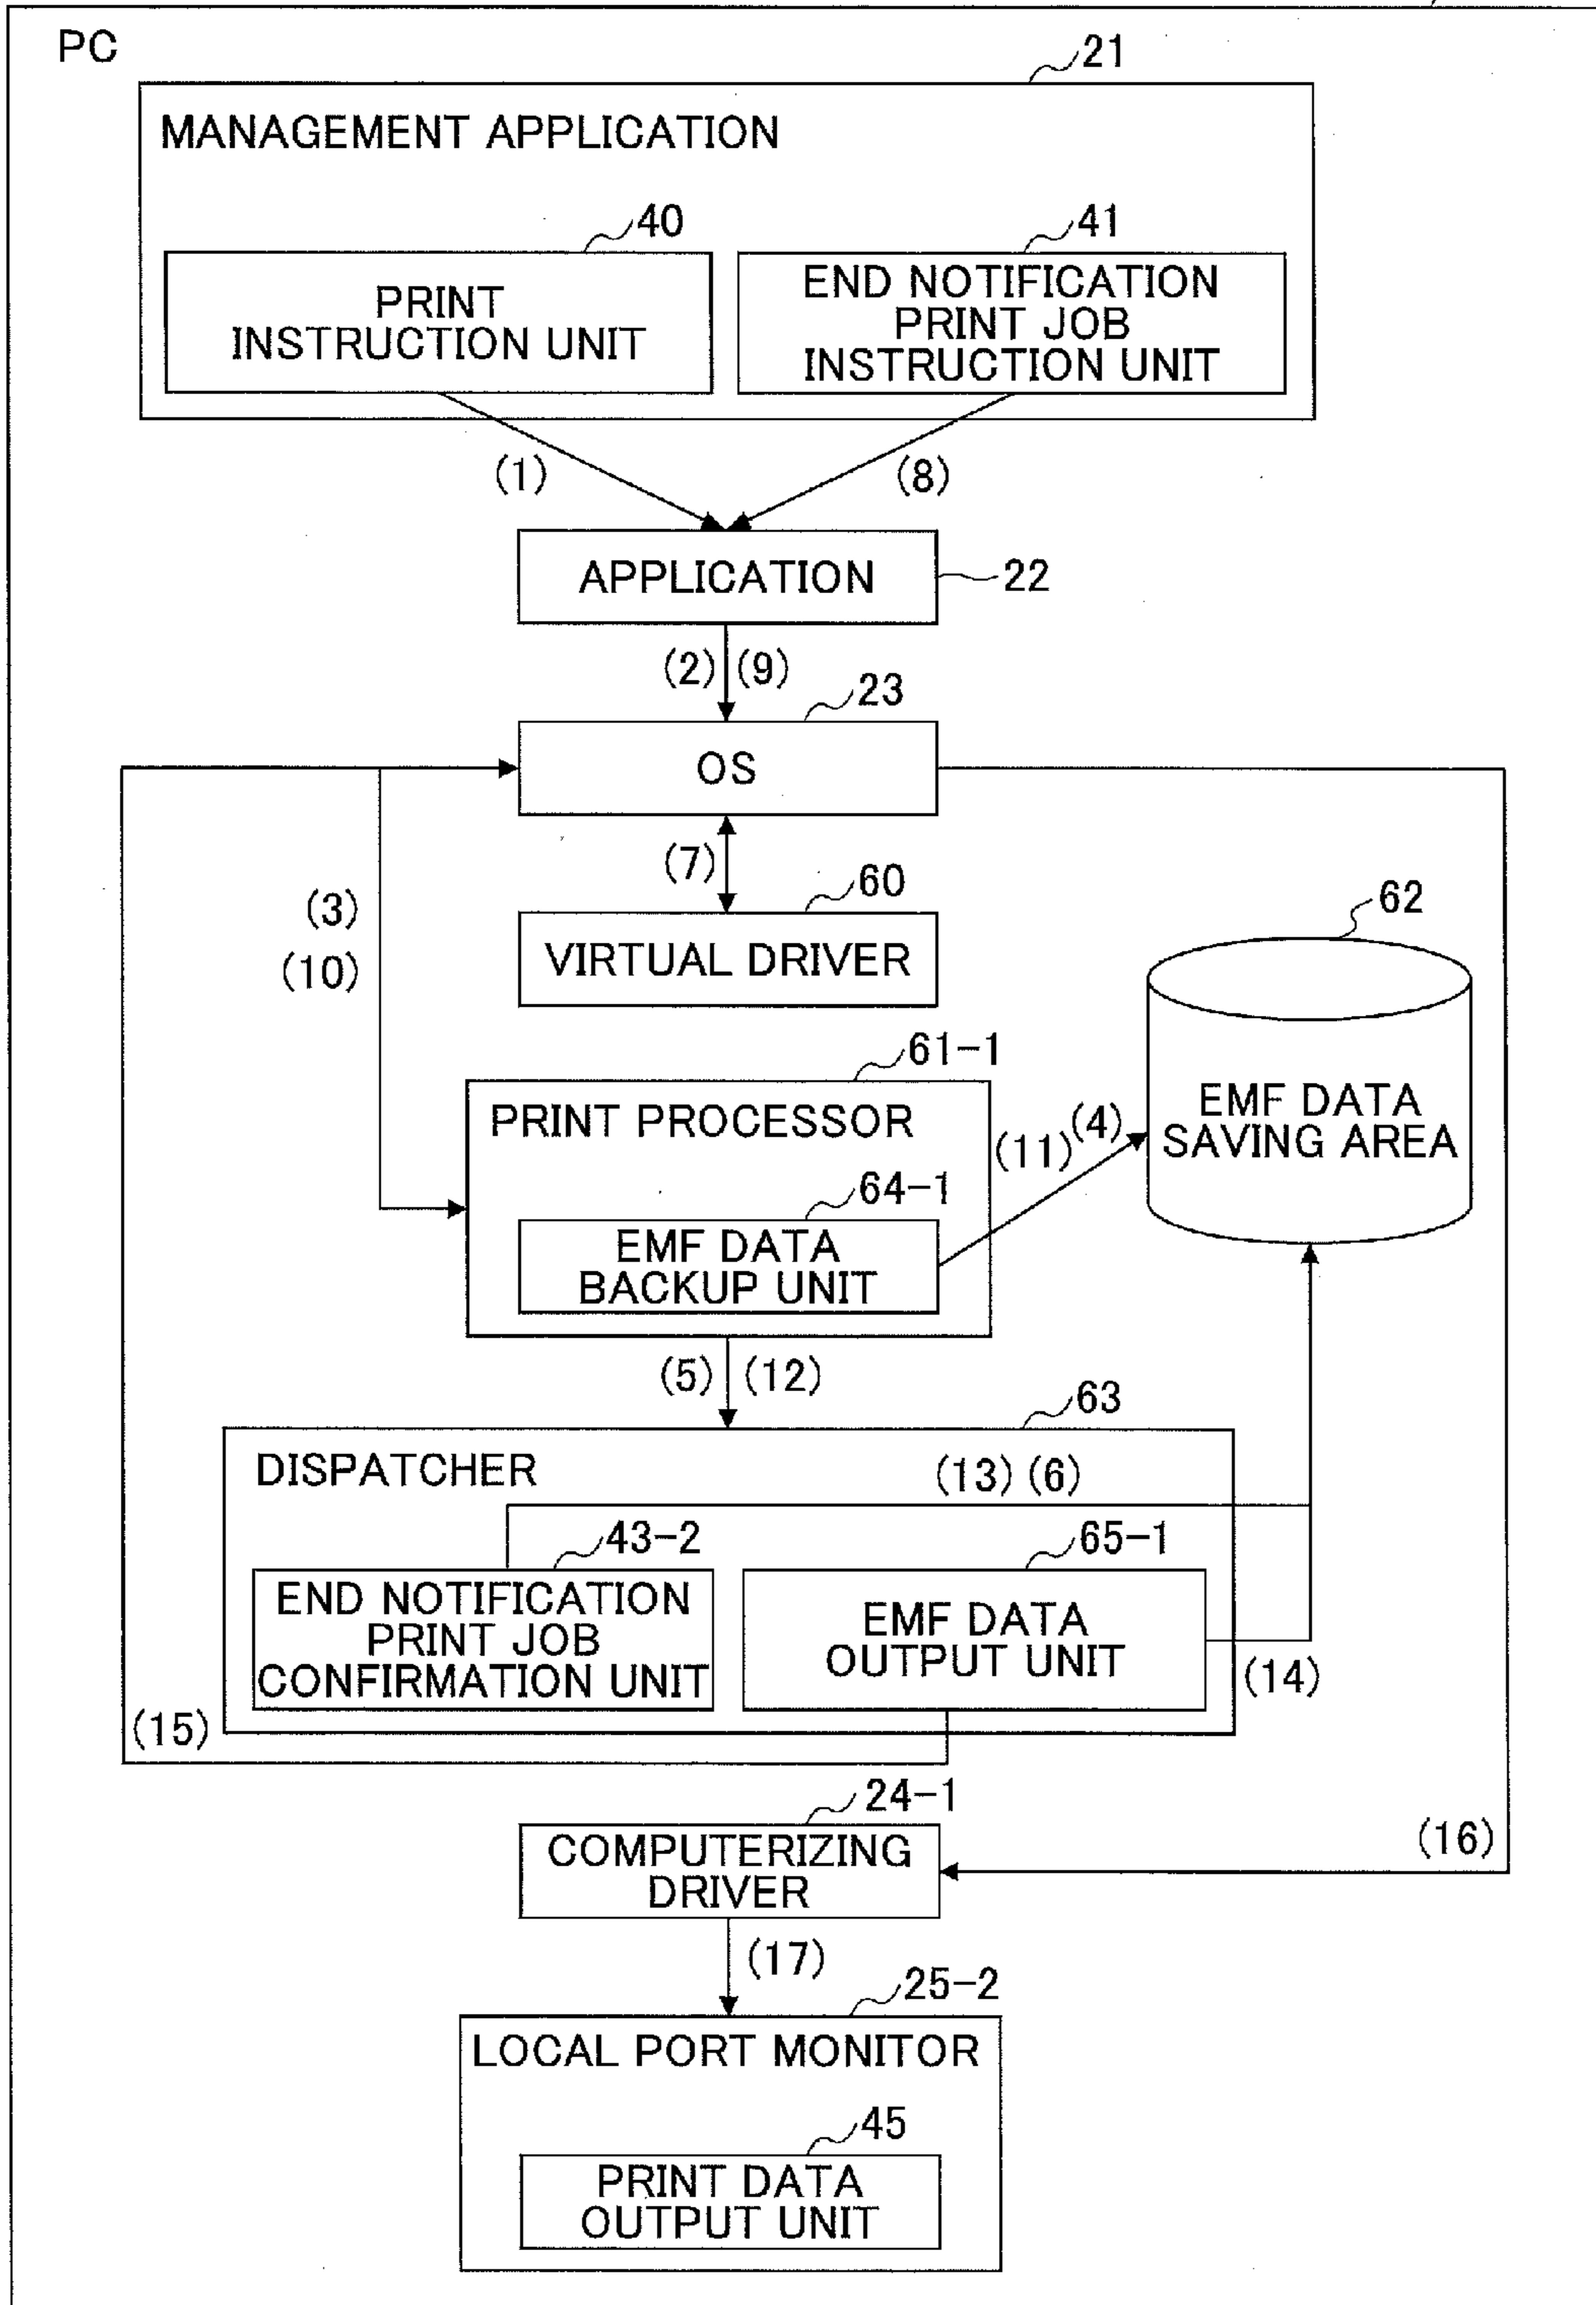 PC
21
MANAGEMENT APPLICATION
40
41
PRINT
INSTRUCTION UNIT
END NOTIFICATION
PRINT JOB
INSTRUCTION UNIT
(1)
(8)
APPLICATION
22
(2)
(9)
23
OS
(7)
60
(3)
(10)
VIRTUAL DRIVER
62
61-1
PRINT PROCESSOR
EMF DATA
SAVING AREA
(11)
(4)
64-1
EMF DATA
BACKUP UNIT
(5)
(12)
63
DISPATCHER
(13)
(6)
43-2
65-1
END NOTIFICATION
PRINT JOB
CONFIRMATION UNIT
EMF DATA
OUTPUT UNIT
(14)
(15)
24-1
COMPUTERIZING
DRIVER
(16)
(17)
25-2
LOCAL PORT MONITOR
45
PRINT DATA
OUTPUT UNIT